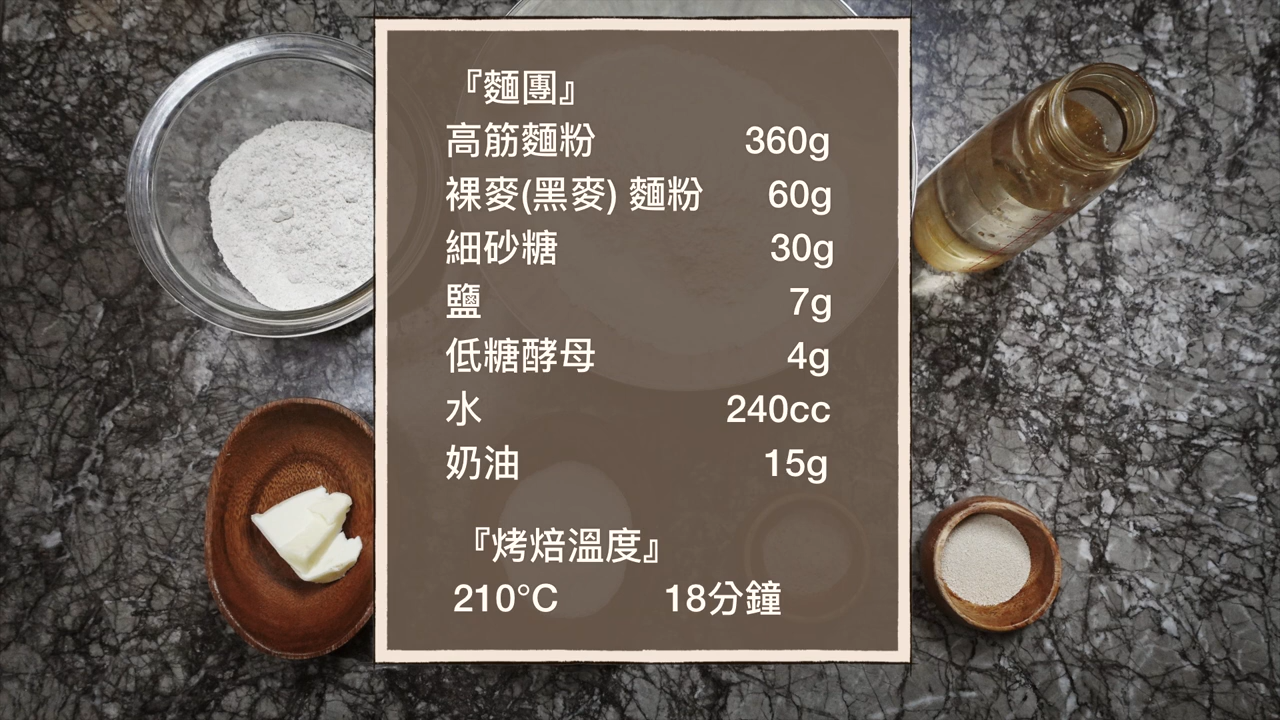 『麵團』
高筋麵粉 360g
裸麥(黑麥) 麵粉 60g
細砂糖 30g
鹽 7g
低糖酵母 4g
水 240cc
奶油 15g
『烤焙溫度』
210°C 18分鐘